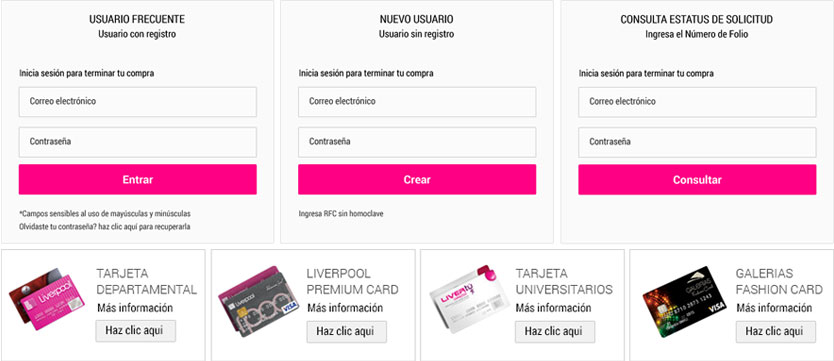 USUARIO FRECUENTE
Usuario con registro
Inicia sesión para terminar tu compra
Correo electrónico
Contraseña
Entrar
*Campos sensibles al uso de mayúsculas y minúsculas
Olvidaste tu contraseña? haz clic aquí para recuperarla
NUEVO USUARIO
Usuario sin registro
Inicia sesión para terminar tu compra
Correo electrónico
Contraseña
Crear
Ingresa RFC sin homoclave
CONSULTA ESTATUS DE SOLICITUD
Ingresa el Número de Folio
Inicia sesión para terminar tu compra
Correo electrónico
Contraseña
Consultar
Liverpool
TARJETA
DEPARTAMENTAL
Más información
Haz clic aqui
Liverpool
VISA
LIVERPOOL
PREMIUM CARD
Más información
Haz clic aqui
LIVERtú
TARJETA
UNIVERSITARIOS
Más información
Haz clic aqui
GALERIAS
VISA
GALERIAS
FASHION CARD
Más información
Haz clic aqui